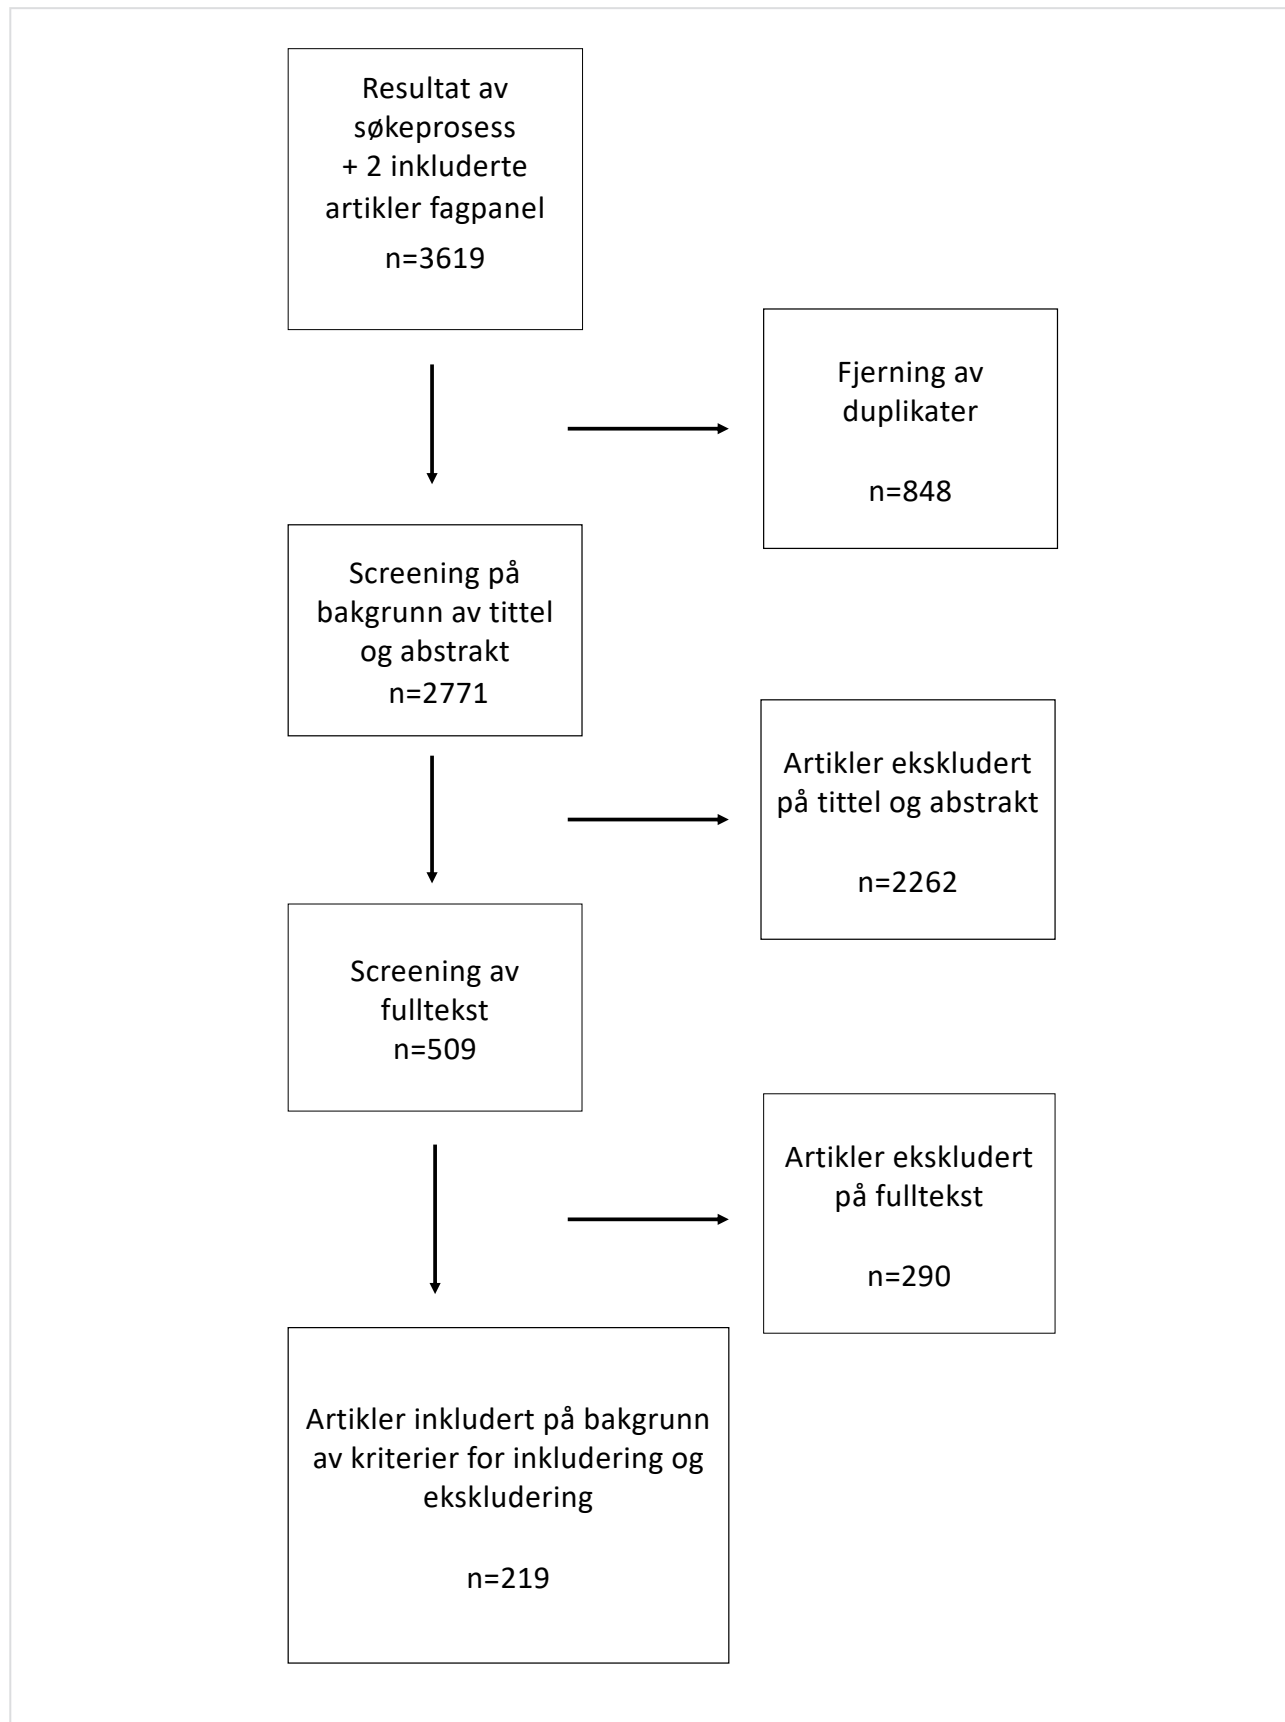 Resultat av
søkeprosess
+ 2 inkluderte
artikler fagpanel
n=3619
Fjerning av
duplikater
n=848
Screening på
bakgrunn av tittel
og abstrakt
n=2771
Artikler ekskludert
på tittel og abstrakt
n=2262
Screening av
fulltekst
n=509
Artikler ekskludert
på fulltekst
n=290
Artikler inkludert på bakgrunn
av kriterier for inkludering og
ekskludering
n=219